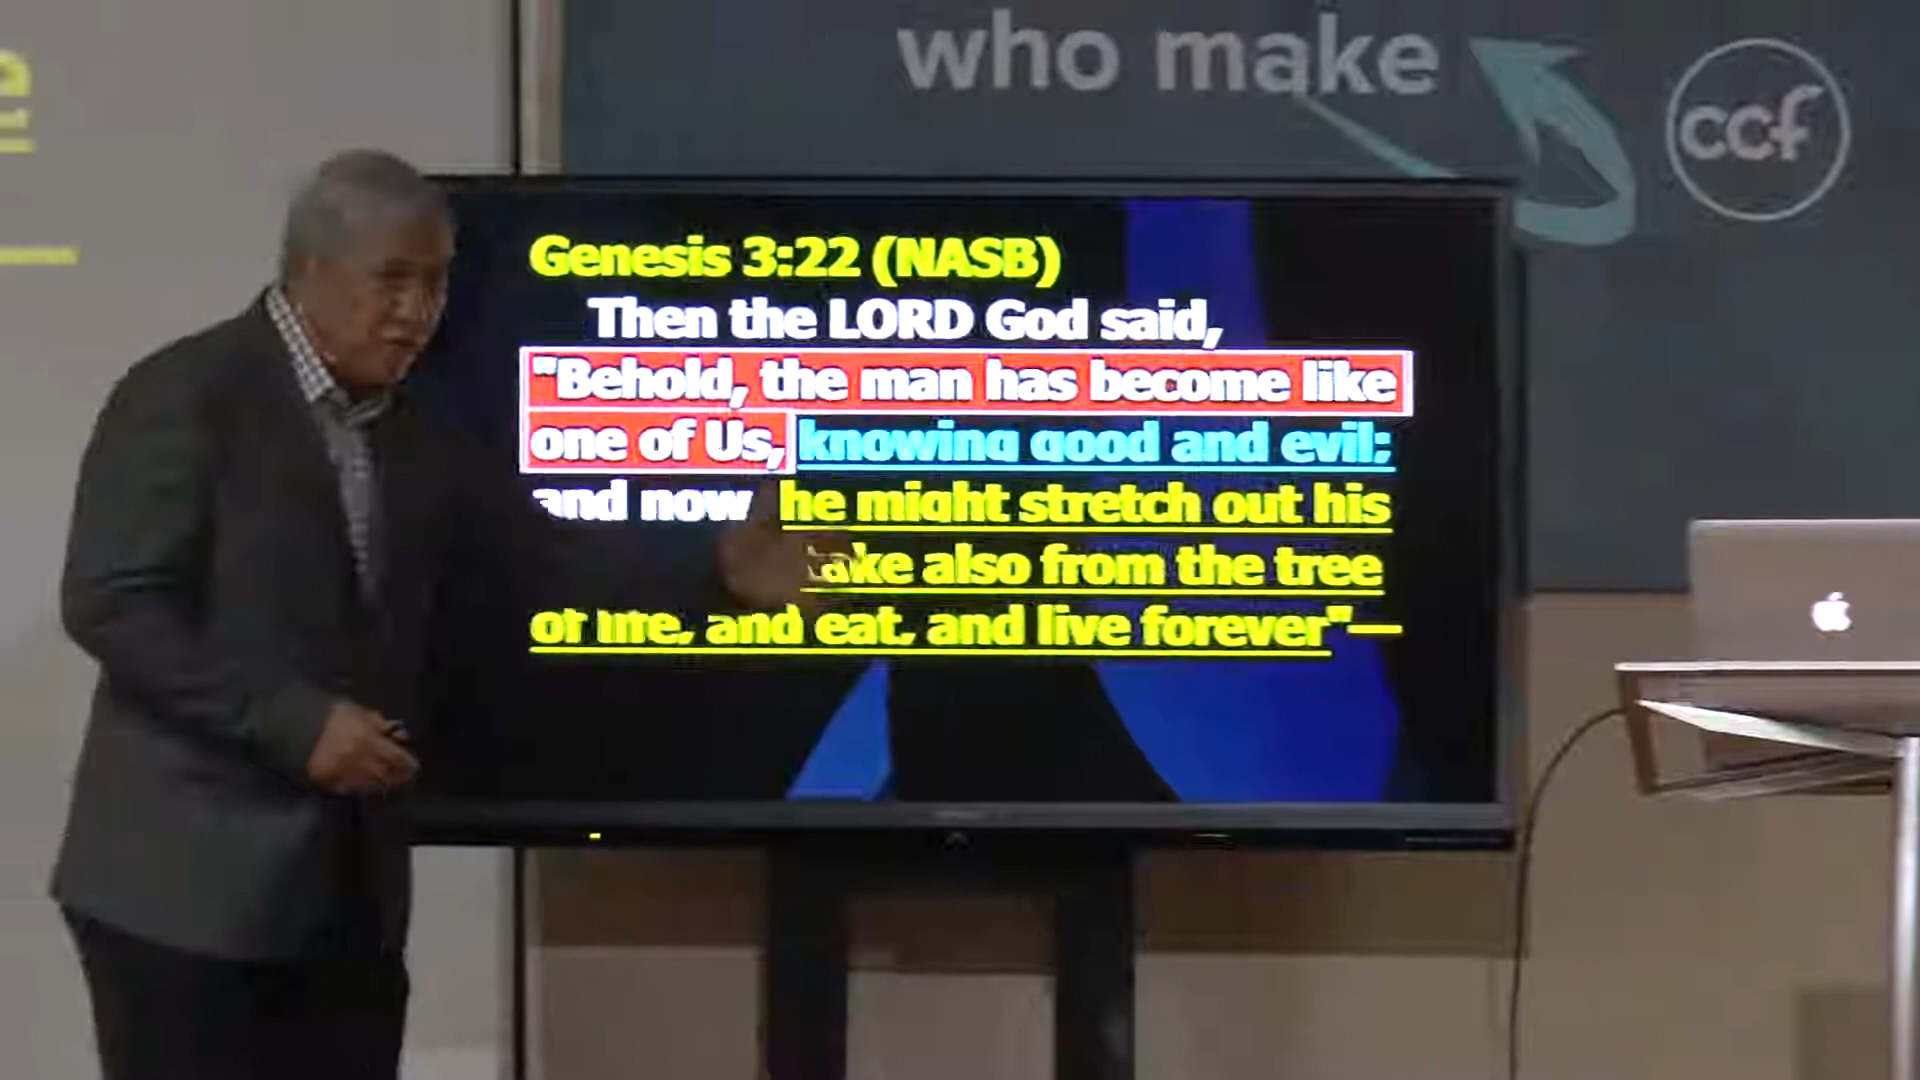 who make
ccf
Genesis 3:22 (NASB)
Then the LORD God said,
"Behold, the man has become like
one of Us, knowing good and evil;
and now he might stretch out his
take also from the tree
of life, and eat, and live forever"—